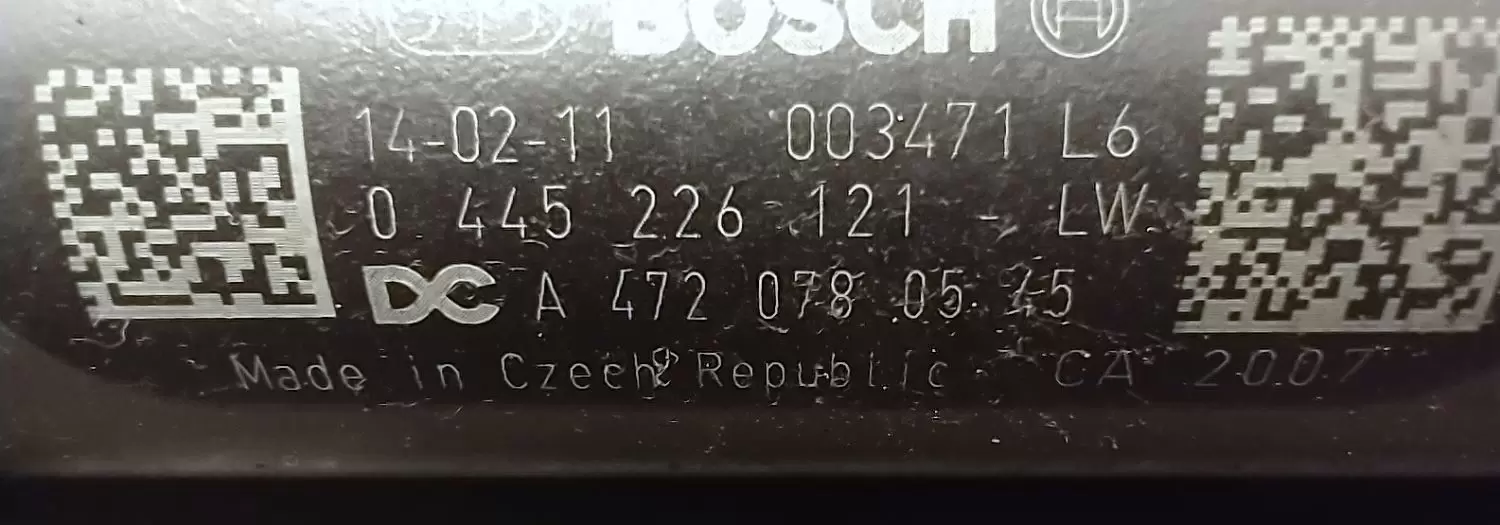 BOSCH
14-02-11 003471 L6
0 445 226 121 - LW
DC A 472 078 05 45
Made in Czech Republic CA 2007